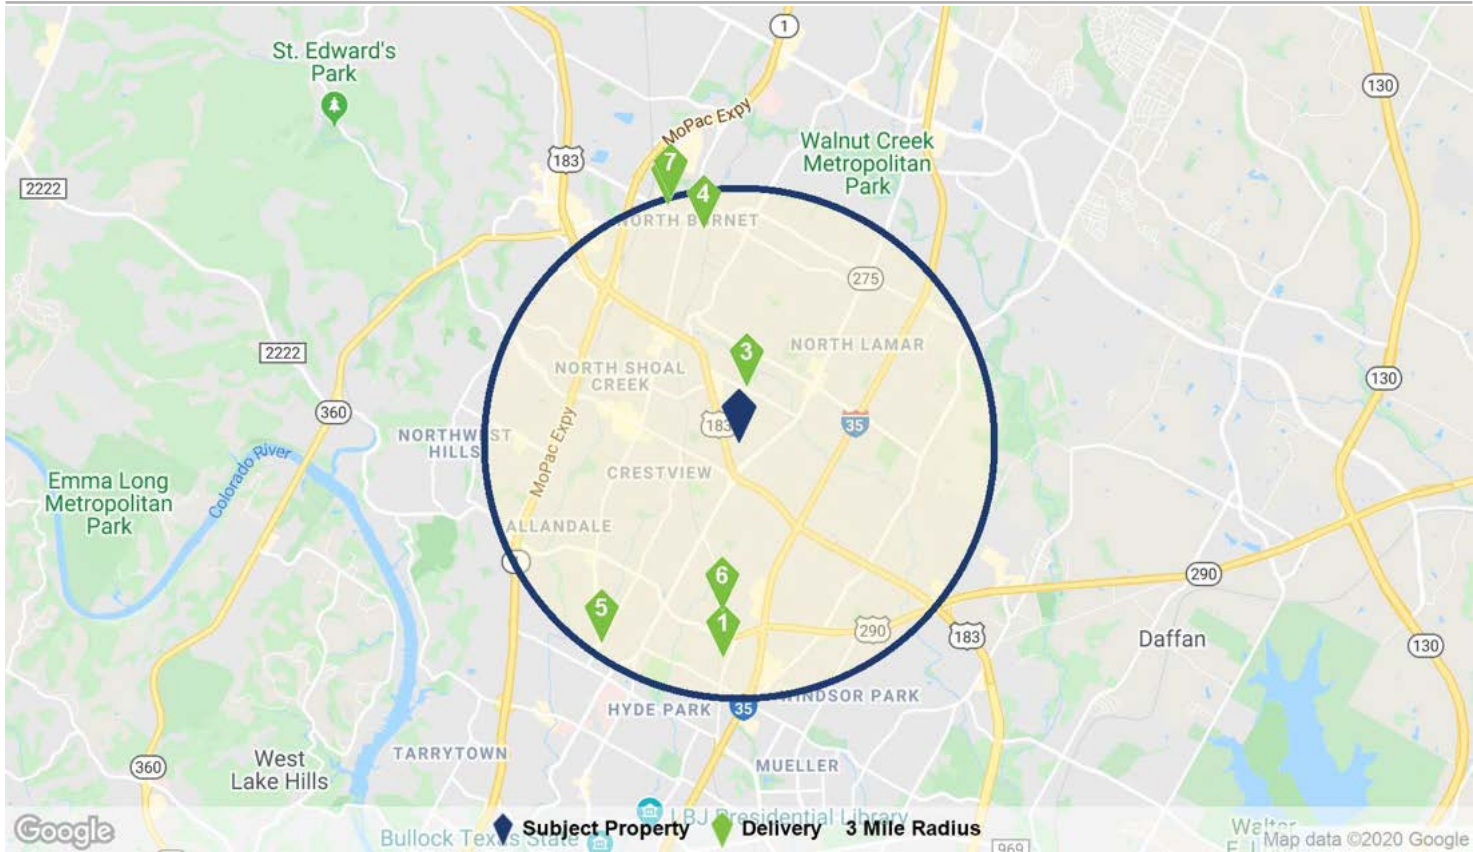 1
St. Edward's
Park
130
MoPac Expy
Walnut Creek
Metropolitan
Park
183
7
2222
4
NORTH BURNET
275
3
NORTH LAMAR
2222
NORTH SHOAL
CREEK
130
360
183
35
NORTHWEST
HILLS
MoPac Expy
Colorado River
CRESTVIEW
Emma Long
Metropolitan
Park
ALLANDALE
290
6
5
1
290
183
Daffan
130
HYDE PARK
35
WINDSOR PARK
TARRYTOWN
West
Lake Hills
360
MUELLER
LBJ Presidential Library
Subject Property
Delivery
3 Mile Radius
Google
Bullock Texas State
Walter
969
Map data ©2020 Google